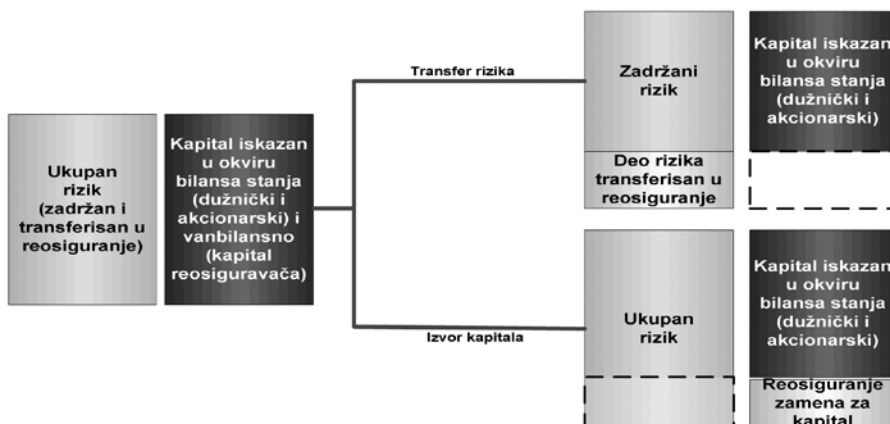 Ukupan
rizik
(zadržan i
transferisan u
reosiguranje)
Kapital iskazan
u okviru
bilansa stanja
(dužnički i
akcionarski) i
vanbilansno
(kapital
reosiguravača)
Transfer rizika
Zadržani
rizik
Deo rizika
transferisan u
reosiguranje
Kapital iskazan
u okviru
bilansa stanja
(dužnički i
akcionarski)
Izvor kapitala
Ukupan
rizik
Kapital iskazan
u okviru
bilansa stanja
(dužnički i
akcionarski)
Reosiguranje
zamena za
kapital